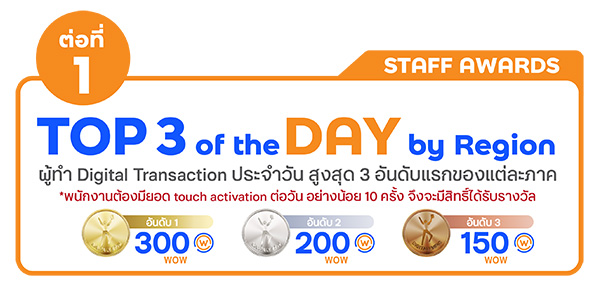 ต่อที่
1
STAFF AWARDS
TOP 3 of the DAY by Region
ผู้ทำ Digital Transaction ประจำวัน สูงสุด 3 อันดับแรกของแต่ละภาค
*พนักงานต้องมียอด touch activation ต่อวัน อย่างน้อย 10 ครั้ง จึงจะมีสิทธิ์ได้รับรางวัล
อันดับ 1
300 W
WOW
อันดับ 2
200 W
WOW
อันดับ 3
150 W
WOW